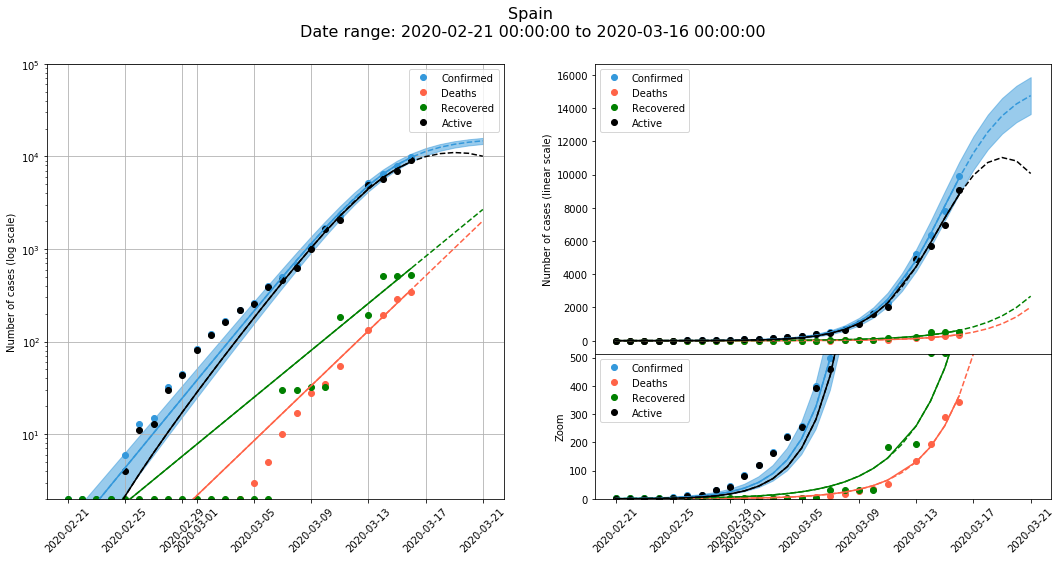 Spain
Date range: 2020-02-21 00:00:00 to 2020-03-16 00:00:00
Number of cases (log scale)
10^5
10^4
10^3
10^2
10^1
Confirmed
Deaths
Recovered
Active
2020-02-21
2020-02-25
2020-02-29
2020-03-01
2020-03-05
2020-03-09
2020-03-13
2020-03-17
2020-03-21
Number of cases (linear scale)
16000
14000
12000
10000
8000
6000
4000
2000
0
Confirmed
Deaths
Recovered
Active
Zoom
500
400
300
200
100
0
Confirmed
Deaths
Recovered
Active
2020-02-21
2020-02-25
2020-02-29
2020-03-01
2020-03-05
2020-03-09
2020-03-13
2020-03-17
2020-03-21